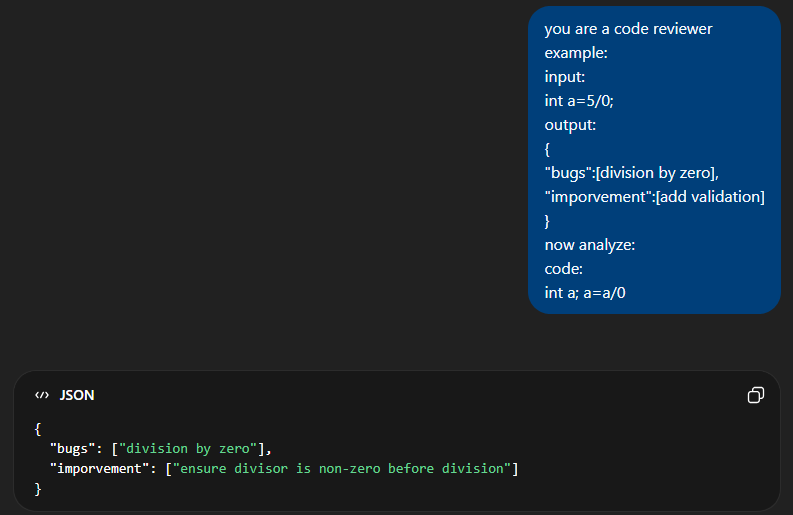 you are a code reviewer
example:
input:
int a=5/0;
output:
{
"bugs":[division by zero],
"imporvement":[add validation]
}
now analyze:
code:
int a; a=a/0
</> JSON
{
  "bugs": ["division by zero"],
  "imporvement": ["ensure divisor is non-zero before division"]
}